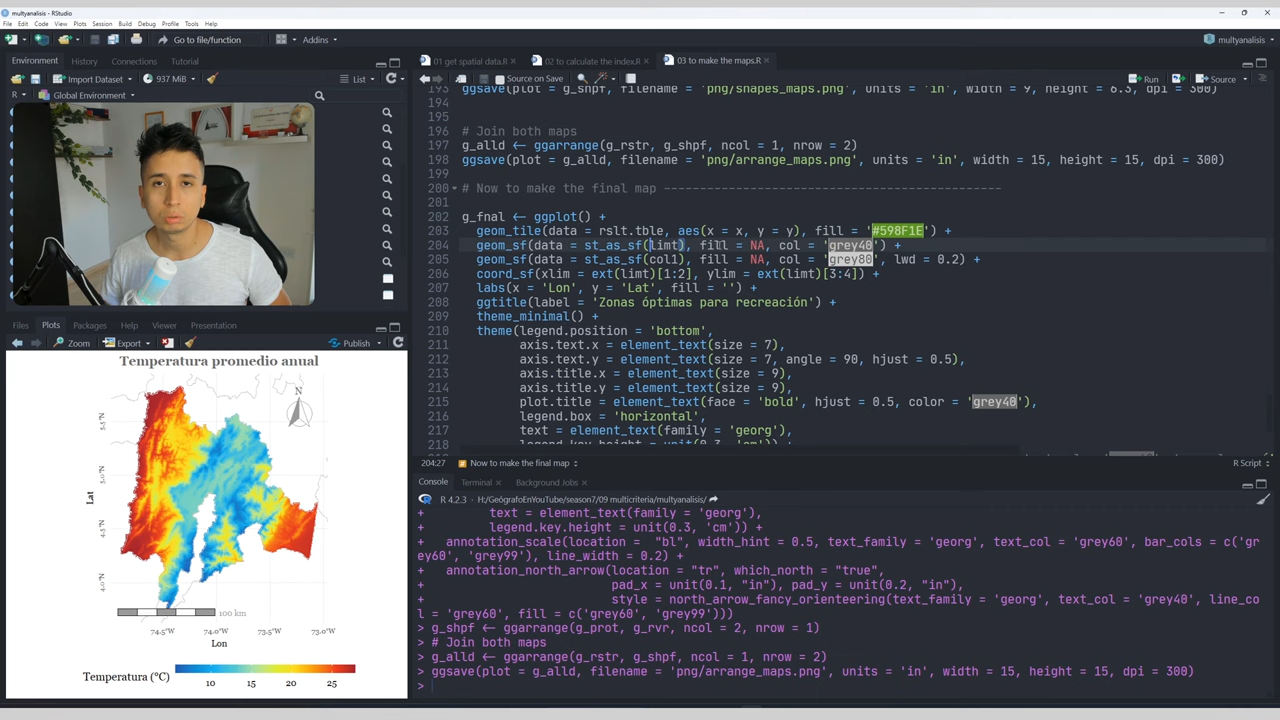 multyanalisis - RStudio
File Edit Code View Plots Session Build Debug Profile Tools Help
Go to file/function Addins multyanalisis
Environment History Connections Tutorial
Import Dataset 937 MiB List
R Global Environment
01 get spatial data.R 02 to calculate the index.R 03 to make the maps.R
Source on Save Run Source
193 ggsave(plot = g_shpf, filename = 'png/shapes_maps.png', units = 'in', width = 9, height = 6.3, dpi = 300)
194
195
196 # Join both maps
197 g_alld ← ggarrange(g_rstr, g_shpf, ncol = 1, nrow = 2)
198 ggsave(plot = g_alld, filename = 'png/arrange_maps.png', units = 'in', width = 15, height = 15, dpi = 300)
199
200 # Now to make the final map -----------------------------------------------
201
202 g_fnal ← ggplot() +
203 geom_tile(data = rslt.tble, aes(x = x, y = y), fill = '#598F1E') +
204 geom_sf(data = st_as_sf(limt), fill = NA, col = 'grey40') +
205 geom_sf(data = st_as_sf(col1), fill = NA, col = 'grey80', lwd = 0.2) +
206 coord_sf(xlim = ext(limt)[1:2], ylim = ext(limt)[3:4]) +
207 labs(x = 'Lon', y = 'Lat', fill = '') +
208 ggtitle(label = 'Zonas óptimas para recreación') +
209 theme_minimal() +
210 theme(legend.position = 'bottom',
211 axis.text.x = element_text(size = 7),
212 axis.text.y = element_text(size = 7, angle = 90, hjust = 0.5),
213 axis.title.x = element_text(size = 9),
214 axis.title.y = element_text(size = 9),
215 plot.title = element_text(face = 'bold', hjust = 0.5, color = 'grey40'),
216 legend.box = 'horizontal',
217 text = element_text(family = 'georg'),
218 legend.key.height = unit(0.3, 'cm')) +
204:27 Now to make the final map R Script
Files Plots Packages Help Viewer Presentation
Zoom Export Publish
Temperatura promedio anual
N
5.5°N
5.0°N
4.5°N
4.0°N
Lat
100 km
74.5°W 74.0°W 73.5°W 73.0°W
Lon
Temperatura (°C)
10 15 20 25
Console Terminal Background Jobs
R 4.2.3 · H:/GeógrafoEnYouTube/season7/09 multicriteria/multyanalisis/
+ text = element_text(family = 'georg'),
+ legend.key.height = unit(0.3, 'cm')) +
+ annotation_scale(location = "bl", width_hint = 0.5, text_family = 'georg', text_col = 'grey60', bar_cols = c('gr
ey60', 'grey99'), line_width = 0.2) +
+ annotation_north_arrow(location = "tr", which_north = "true",
+ pad_x = unit(0.1, "in"), pad_y = unit(0.2, "in"),
+ style = north_arrow_fancy_orienteering(text_family = 'georg', text_col = 'grey40', line_co
l = 'grey60', fill = c('grey60', 'grey99')))
> g_shpf ← ggarrange(g_prot, g_rvr, ncol = 2, nrow = 1)
> # Join both maps
> g_alld ← ggarrange(g_rstr, g_shpf, ncol = 1, nrow = 2)
> ggsave(plot = g_alld, filename = 'png/arrange_maps.png', units = 'in', width = 15, height = 15, dpi = 300)
>